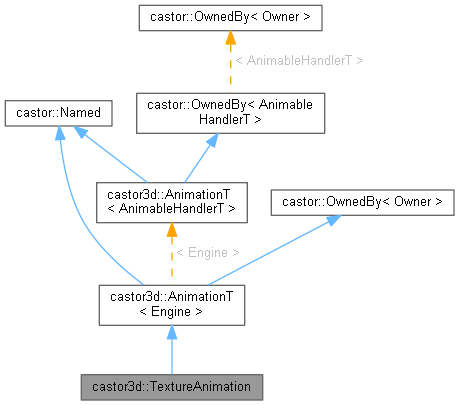 castor::OwnedBy< Owner >
< AnimableHandlerT >
castor::Named
castor::OwnedBy< Animable
HandlerT >
castor3d::AnimationT
< AnimableHandlerT >
castor::OwnedBy< Owner >
< Engine >
castor3d::AnimationT
< Engine >
castor3d::TextureAnimation